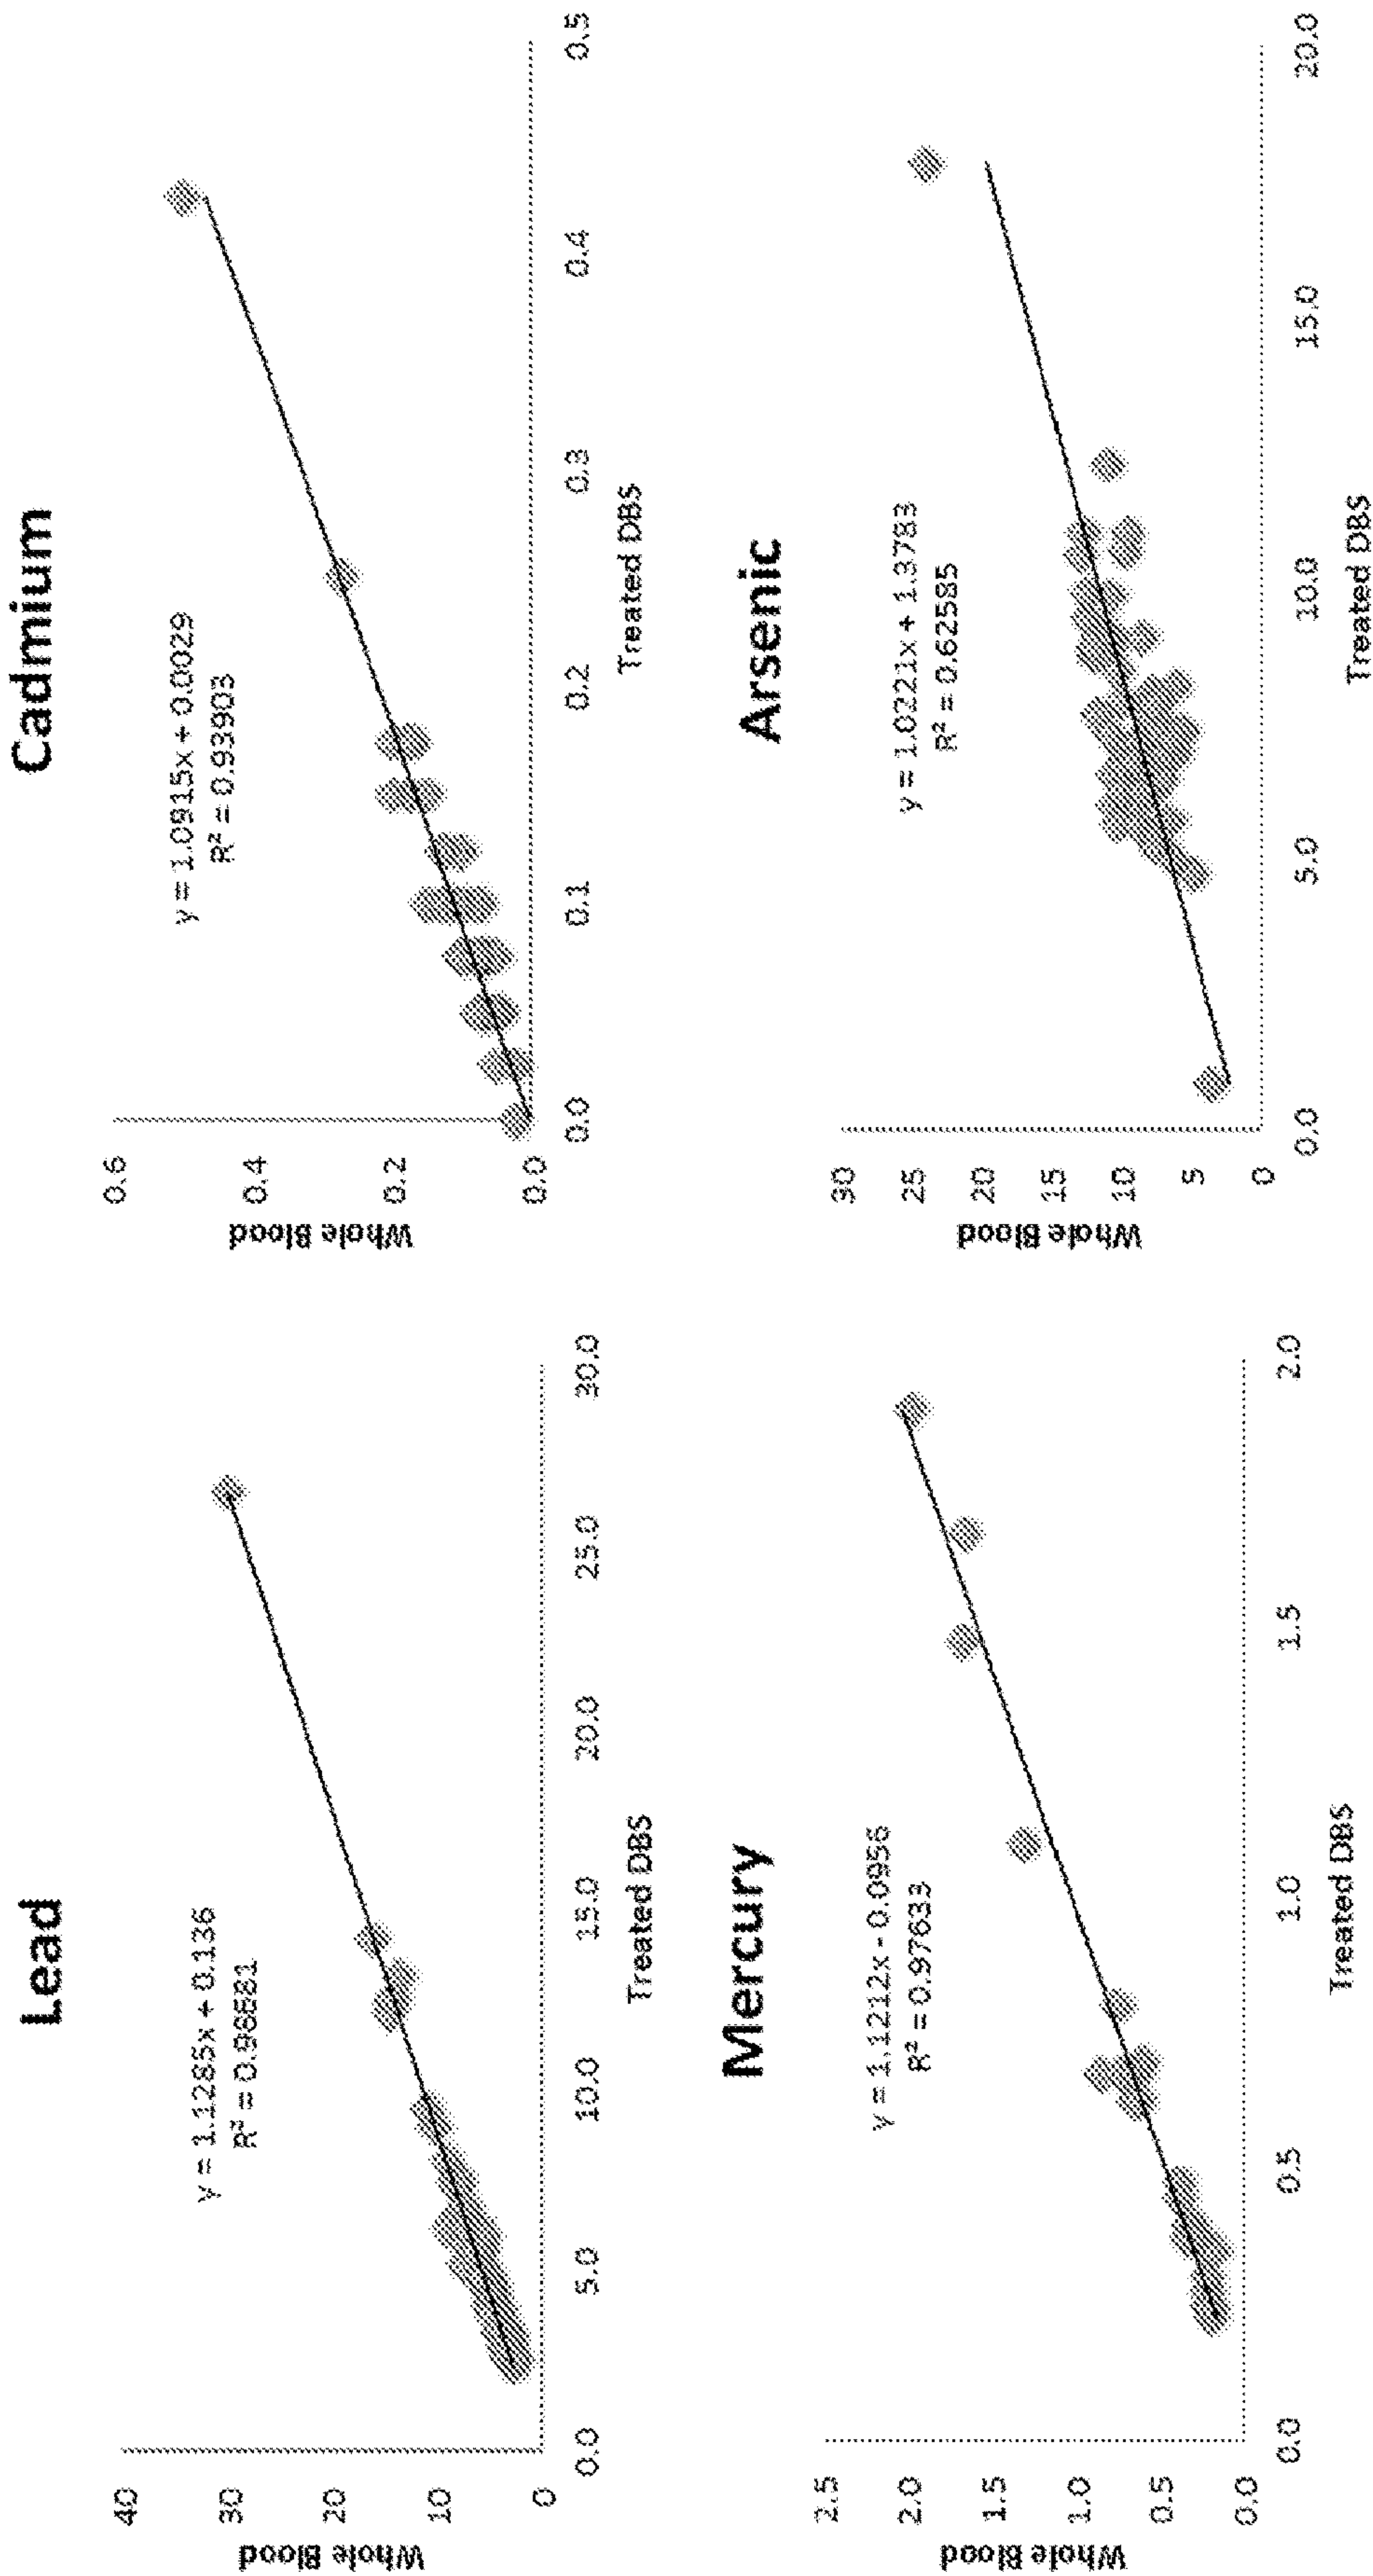 Lead
y = 1.1285x + 0.136
R² = 0.98881
Whole Blood
40
30
20
10
0
0.0
5.0
10.0
15.0
20.0
25.0
30.0
Treated DBS
Cadmium
y = 1.0915x + 0.0029
R² = 0.93903
Whole Blood
0.6
0.4
0.2
0.0
0.0
0.1
0.2
0.3
0.4
0.5
Treated DBS
Mercury
y = 1.1212x - 0.0956
R² = 0.97633
Whole Blood
2.5
2.0
1.5
1.0
0.5
0.0
0.0
0.5
1.0
1.5
2.0
Treated DBS
Arsenic
y = 1.0221x + 1.3783
R² = 0.62585
Whole Blood
30
25
20
15
10
5
0
0.0
5.0
10.0
15.0
20.0
Treated DBS